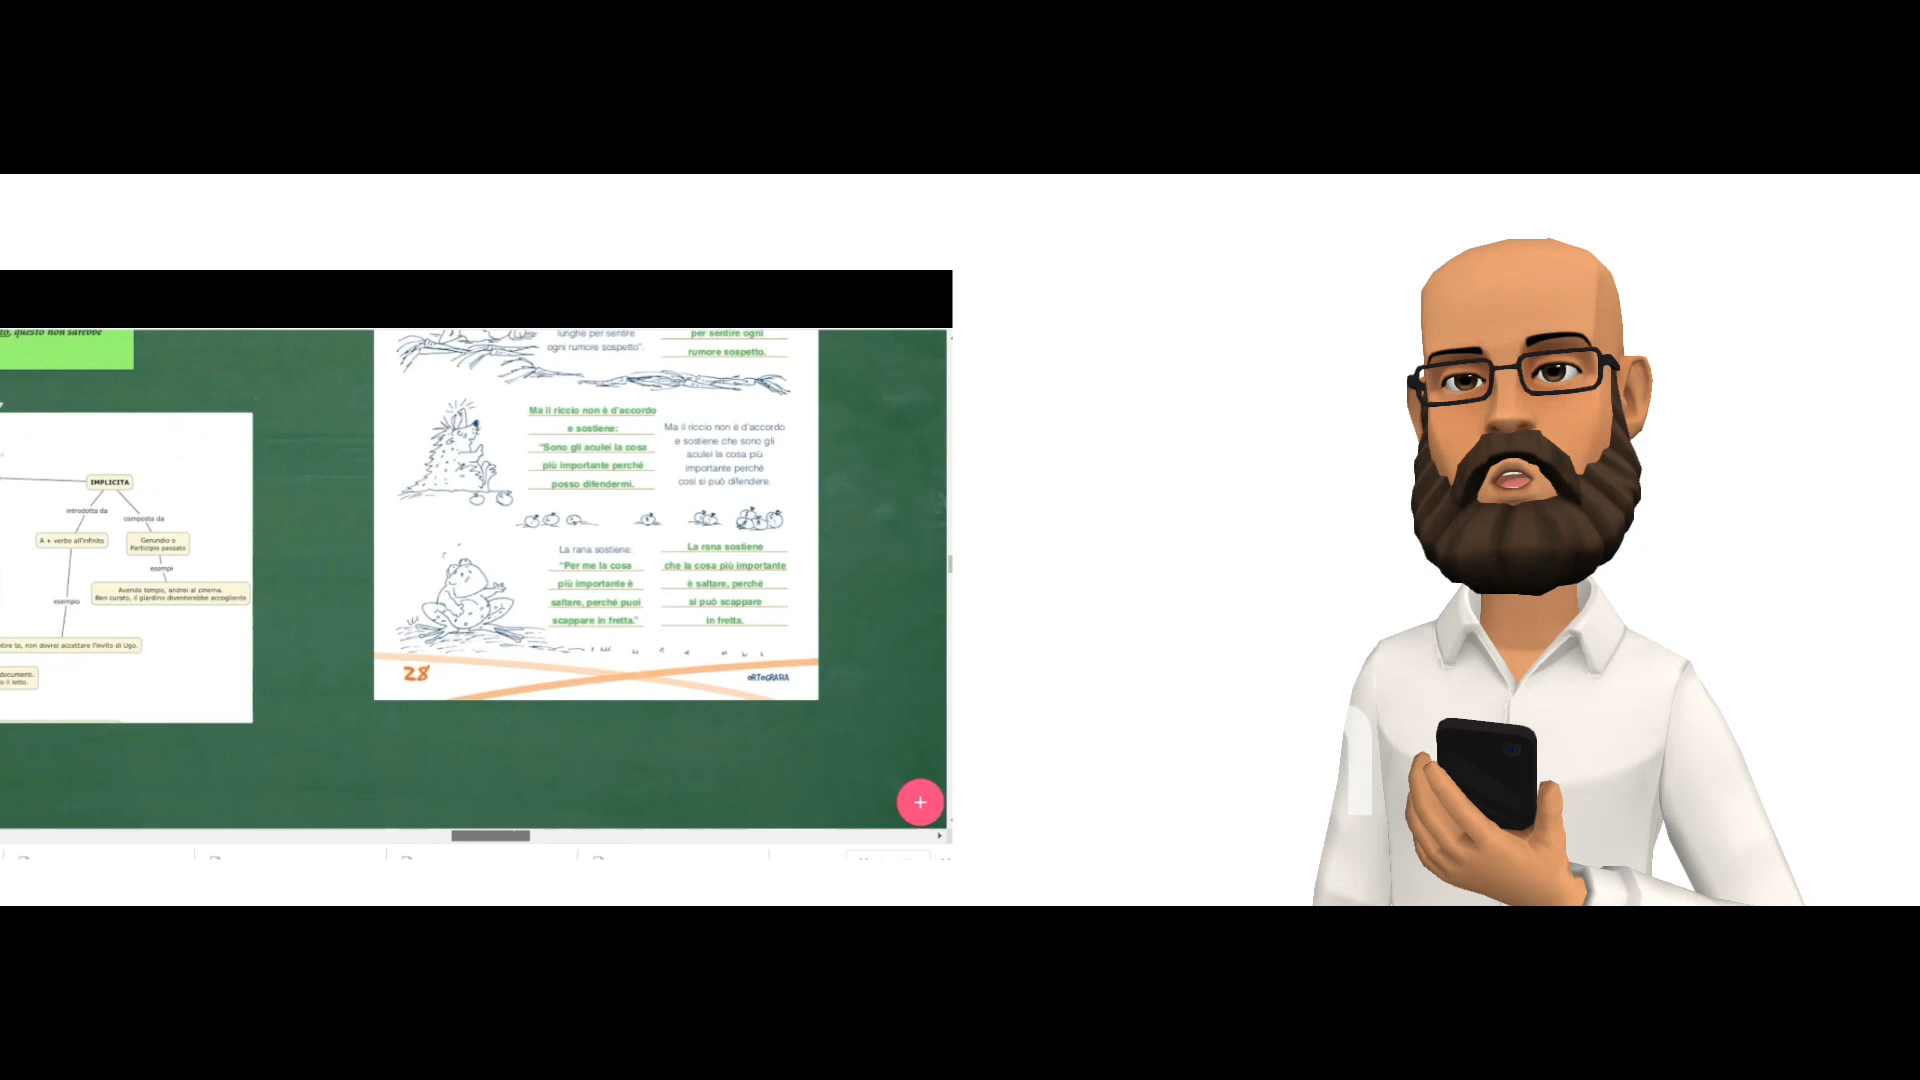 to, questo non sarebbe
IMPLICITA
introdotta da
composta da
A + verbo all'infinito
Gerundio o
Participio passato
esempi
Avendo tempo, andrei al cinema.
Ben curato, il giardino diventerebbe accogliente
esempio
tire te, non dovrei accettare l'invito di Ugo.
documenti.
o il letto.
lunghe per sentire
ogni rumore sospetto".
per sentire ogni
rumore sospetto.
Ma il riccio non è d'accordo
e sostiene:
"Sono gli aculei la cosa
più importante perché
posso difendermi.
Ma il riccio non è d'accordo
e sostiene che sono gli
aculei la cosa più
importante perché
così si può difendere.
La rana sostiene:
"Per me la cosa
più importante è
saltare, perché puoi
scappare in fretta."
La rana sostiene
che la cosa più importante
è saltare, perché
si può scappare
in fretta.
28
ORTOGRAFIA
+